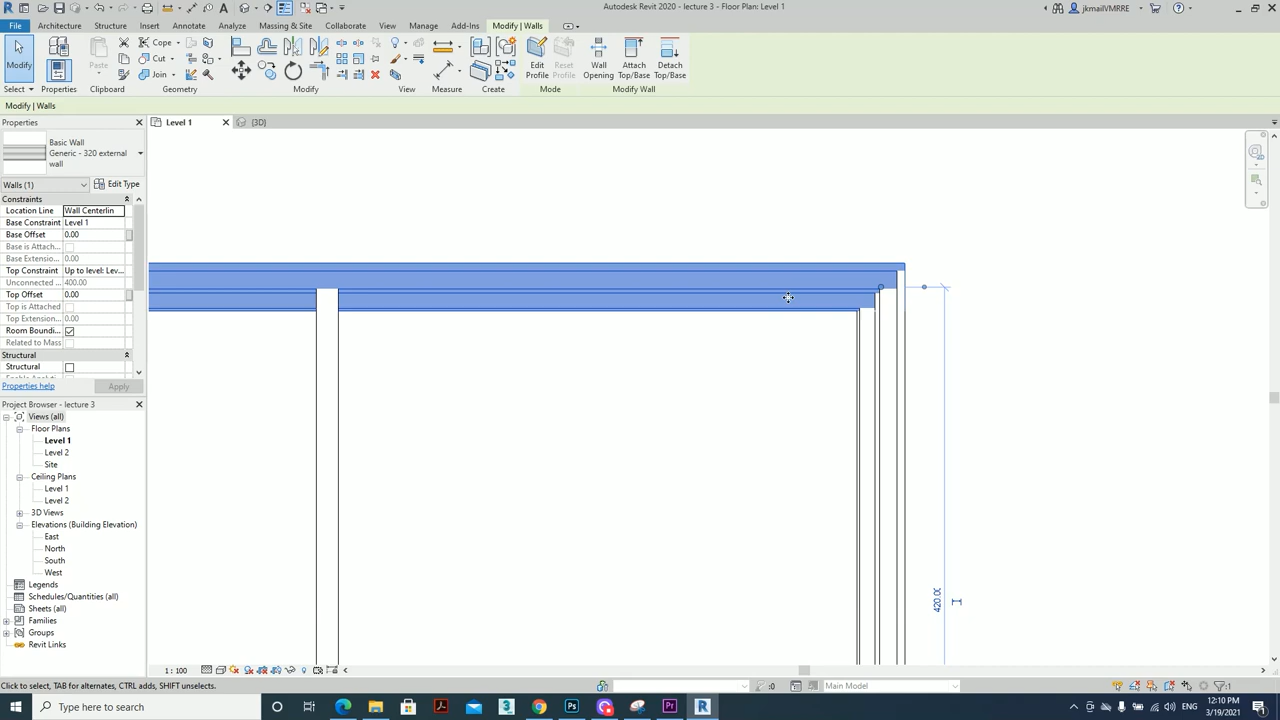 Autodesk Revit 2020 - lecture 3 - Floor Plan: Level 1
jkmailVMRRE
File
Architecture
Structure
Insert
Annotate
Analyze
Massing & Site
Collaborate
View
Manage
Add-Ins
Modify | Walls
Modify
Properties
Paste
Cope
Cut
Join
Edit Profile
Reset Profile
Wall Opening
Attach Top/Base
Detach Top/Base
Select
Properties
Clipboard
Geometry
Modify
View
Measure
Create
Mode
Modify Wall
Modify | Walls
Properties
Level 1
{3D}
Basic Wall
Generic - 320 external wall
Walls (1)
Edit Type
Constraints
Location Line Wall Centerlin
Base Constraint Level 1
Base Offset 0.00
Base is Attach...
Base Extensio... 0.00
Top Constraint Up to level: Lev...
Unconnected ... 400.00
Top Offset 0.00
Top is Attached
Top Extension... 0.00
Room Boundi...
Related to Mass
Structural
Structural
Properties help
Apply
Project Browser - lecture 3
Views (all)
Floor Plans
Level 1
Level 2
Site
Ceiling Plans
Level 1
Level 2
3D Views
Elevations (Building Elevation)
East
North
South
West
Legends
Schedules/Quantities (all)
Sheets (all)
Families
Groups
Revit Links
420.00
1 : 100
Click to select, TAB for alternates, CTRL adds, SHIFT unselects.
:0
Main Model
:1
Type here to search
12:10 PM
3/19/2021